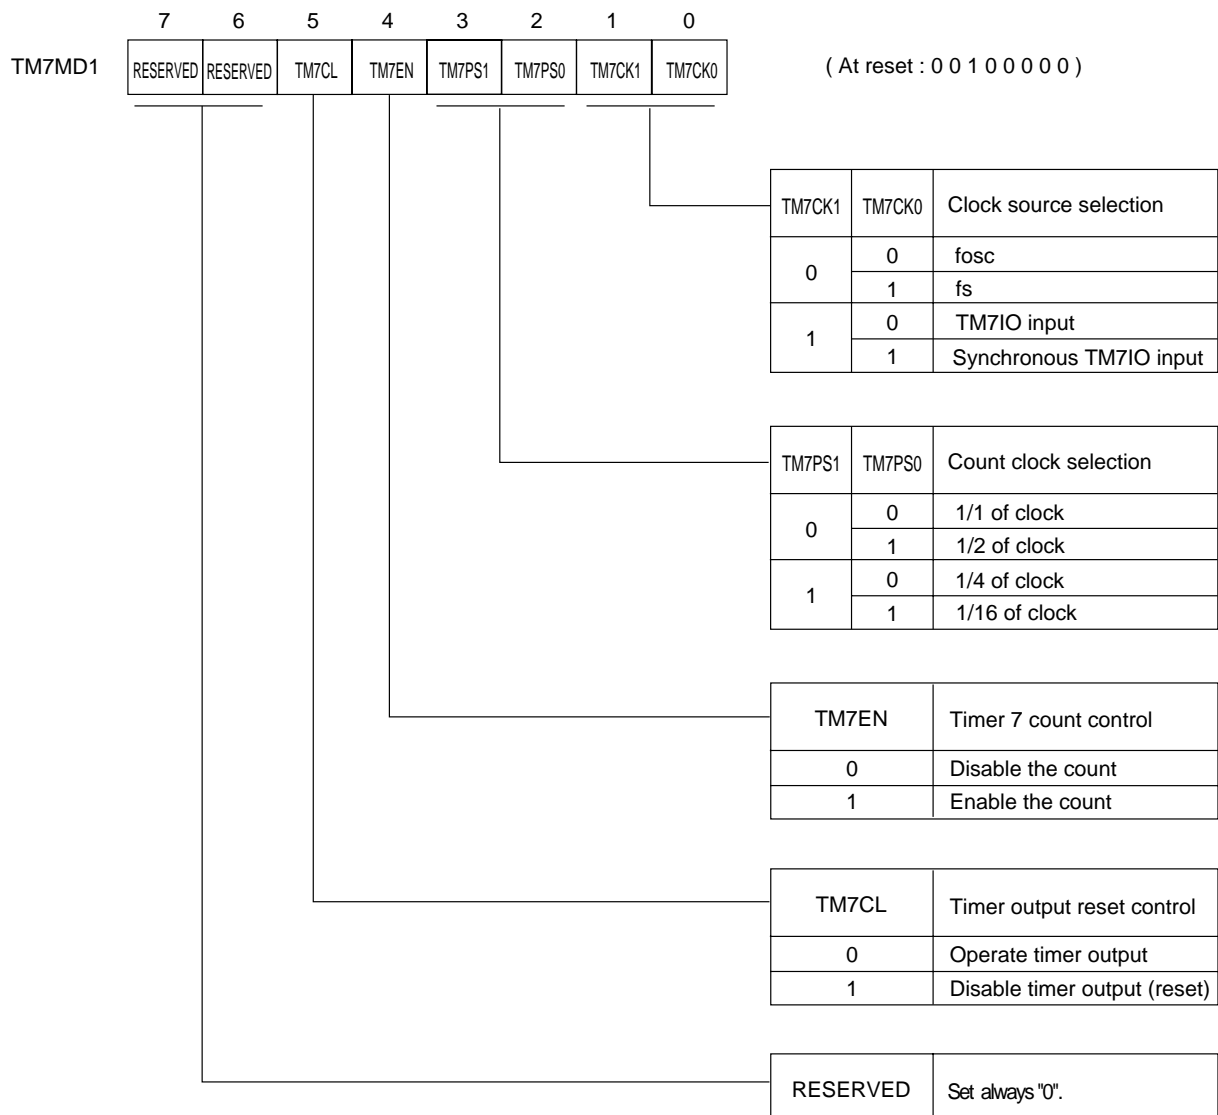 7 6 5 4 3 2 1 0
TM7MD1 RESERVED RESERVED TM7CL TM7EN TM7PS1 TM7PS0 TM7CK1 TM7CK0 ( At reset : 0 0 1 0 0 0 0 0 )
TM7CK1 TM7CK0 Clock source selection
0 0 fosc
1 fs
1 0 TM7IO input
1 Synchronous TM7IO input
TM7PS1 TM7PS0 Count clock selection
0 0 1/1 of clock
1 1/2 of clock
1 0 1/4 of clock
1 1/16 of clock
TM7EN Timer 7 count control
0 Disable the count
1 Enable the count
TM7CL Timer output reset control
0 Operate timer output
1 Disable timer output (reset)
RESERVED Set always "0".